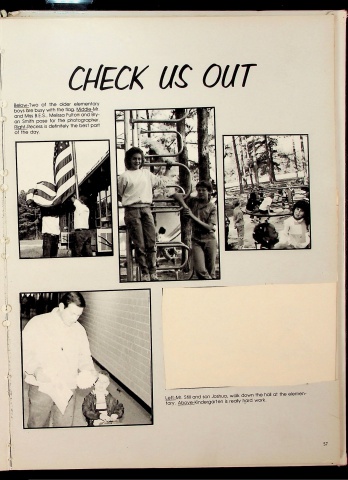 CHECK US OUT
Below-Two of the older elementary
boys are busy with the flag. Middle-Mr.
and Miss B.E.S., Melissa Fulton and Bry-
on Smith pose for the photographer.
Right-Recess is definitely the best part
of the day.
Left-Mr. Still and son Joshua, walk down the hall at the elemen-
tary. Above-Kindergarten is really hard work.
57